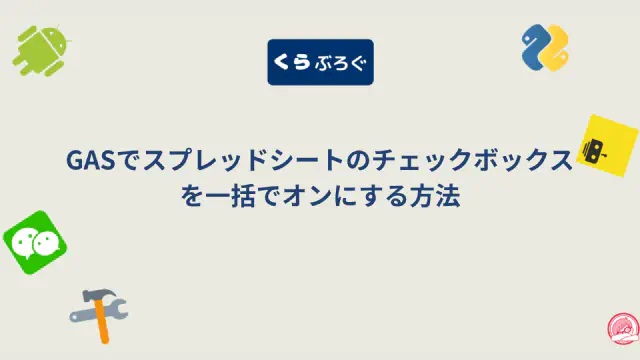 くらぶろぐ
GASでスプレッドシートのチェックボックス
を一括でオンにする方法